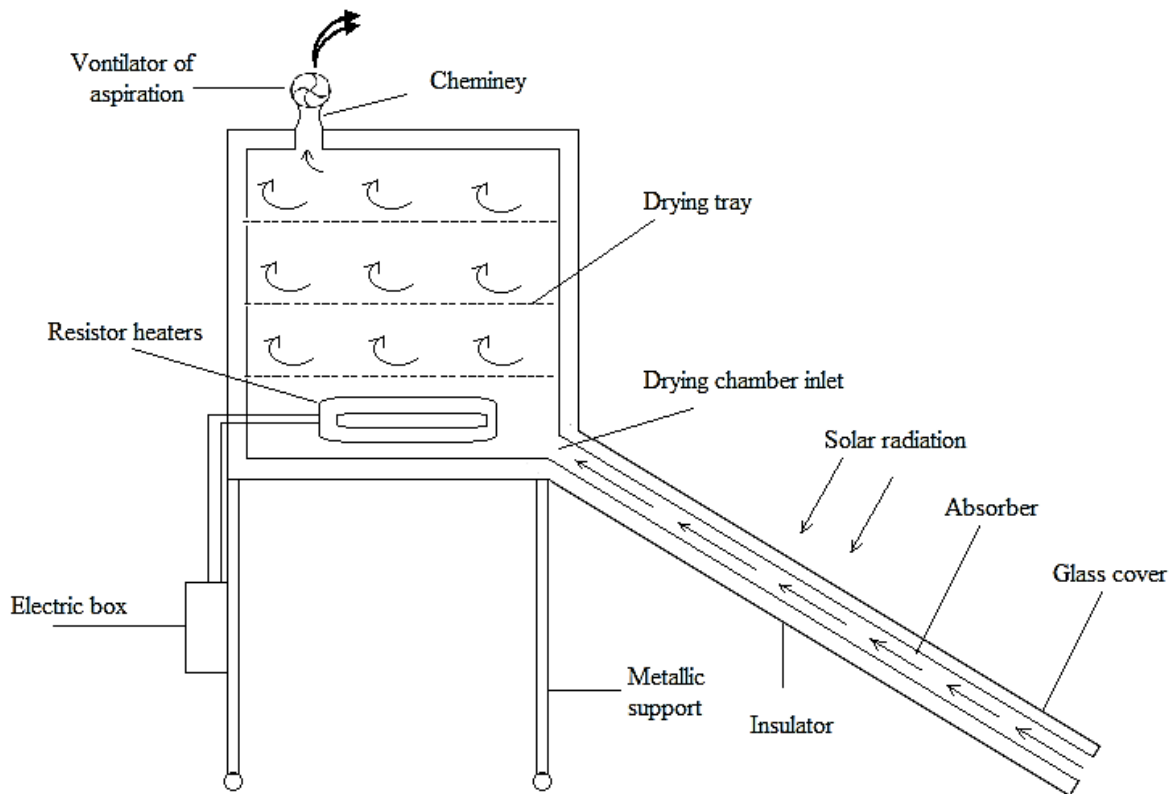 Vontilator of
aspiration
Cheminey
Drying tray
Resistor heaters
Drying chamber inlet
Solar radiation
Absorber
Glass cover
Electric box
Metallic
support
Insulator